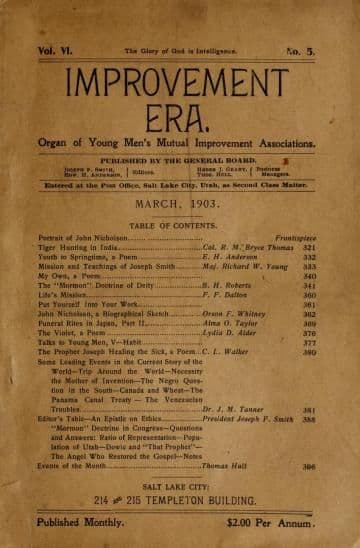 Vol. VI. The Glory of God is Intelligence. No. 5.
IMPROVEMENT
ERA.
Organ of Young Men's Mutual Improvement Associations.
PUBLISHED BY THE GENERAL BOARD.
JOSEPH F. SMITH, EDW. H. ANDERSON, } Editors. HEBER J. GRANT, THOS. HULL, } Business Managers.
Entered at the Post Office, Salt Lake City, Utah, as Second Class Matter.
MARCH, 1903.
TABLE OF CONTENTS.
Portrait of John Nicholson Frontispiece
Tiger Hunting in India Col. R. M. Bryce Thomas 321
Youth to Springtime, a Poem E. H. Anderson 332
Mission and Teachings of Joseph Smith Maj. Richard W. Young 333
My Own, a Poem 340
The "Mormon" Doctrine of Deity B. H. Roberts 341
Life's Mission F. F. Dalton 360
Put Yourself Into Your Work 361
John Nicholson, a Biographical Sketch Orson F. Whitney 362
Funeral Rites in Japan, Part II Alma O. Taylor 369
The Violet, a Poem Lydia D. Alder 376
Talks to Young Men, V—Habit 377
The Prophet Joseph Healing the Sick, a Poem C. L. Walker 380
Some Leading Events in the Current Story of the
World—Trip Around the World—Necessity
the Mother of Invention—The Negro Ques-
tion in the South—Canada and Wheat—The
Panama Canal Treaty — The Venezuelan
Troubles Dr. J. M. Tanner 381
Editor's Table—An Epistle on Ethics President Joseph F. Smith 388
"Mormon" Doctrine in Congress—Questions
and Answers: Ratio of Representation—Popu-
lation of Utah—Dowie and "That Prophet"—
The Angel Who Restored the Gospel—Notes
Events of the Month Thomas Hull 396
SALT LAKE CITY:
214 and 215 TEMPLETON BUILDING.
Published Monthly. $2.00 Per Annum.